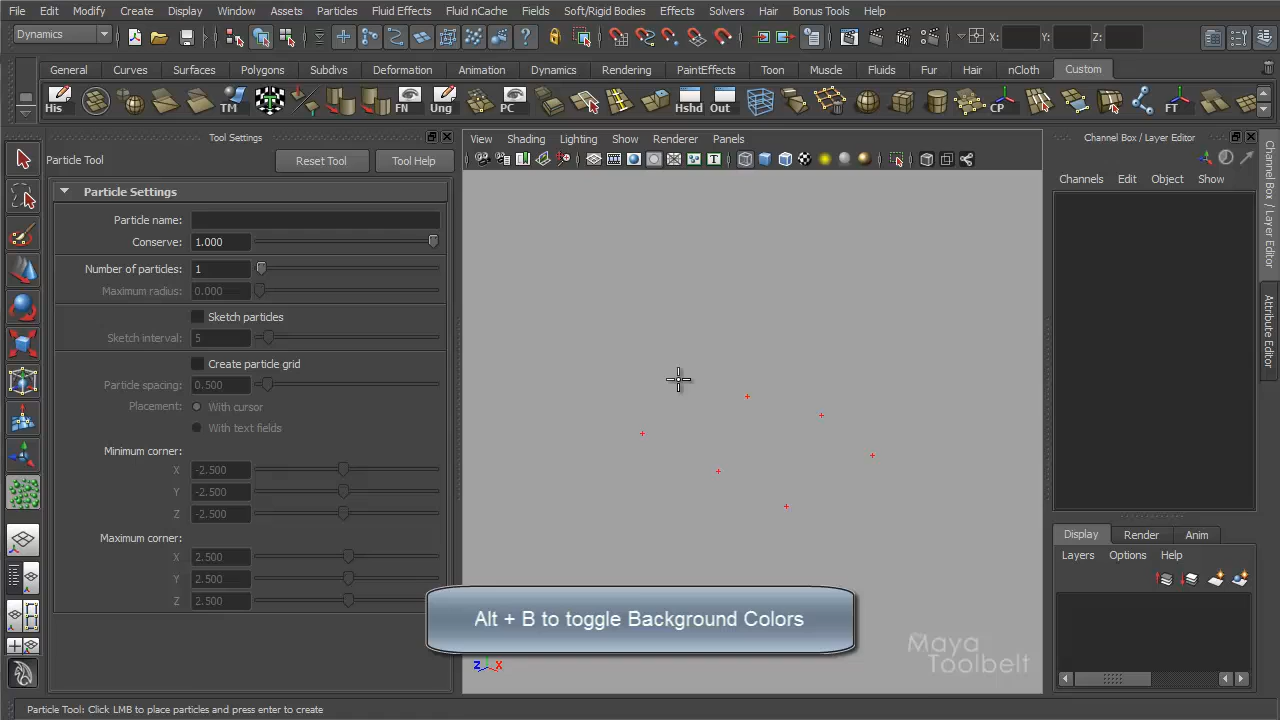 File Edit Modify Create Display Window Assets Particles Fluid Effects Fluid nCache Fields Soft/Rigid Bodies Effects Solvers Hair Bonus Tools Help
Dynamics X: Y: Z:
General Curves Surfaces Polygons Subdivs Deformation Animation Dynamics Rendering PaintEffects Toon Muscle Fluids Fur Hair nCloth Custom
His TM FN Ung PC Hshd Out CP FT
Tool Settings
Particle Tool Reset Tool Tool Help
Particle Settings
Particle name:
Conserve: 1.000
Number of particles: 1
Maximum radius: 0.000
Sketch particles
Sketch interval: 5
Create particle grid
Particle spacing: 0.500
Placement: With cursor
With text fields
Minimum corner:
X -2.500
Y -2.500
Z -2.500
Maximum corner:
X 2.500
Y 2.500
Z 2.500
View Shading Lighting Show Renderer Panels
T
Alt + B to toggle Background Colors
Maya
Toolbelt
Z X
Channel Box / Layer Editor
Channels Edit Object Show
Display Render Anim
Layers Options Help
Channel Box / Layer Editor
Attribute Editor
Particle Tool: Click LMB to place particles and press enter to create